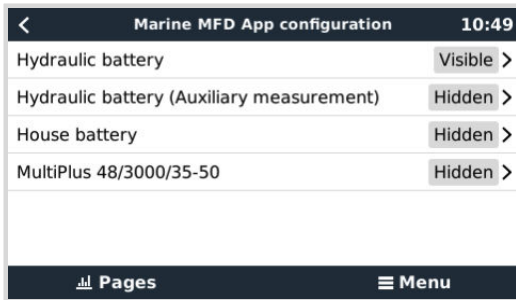 Marine MFD App configuration 10:49
Hydraulic battery Visible
Hydraulic battery (Auxiliary measurement) Hidden
House battery Hidden
MultiPlus 48/3000/35-50 Hidden
Pages Menu